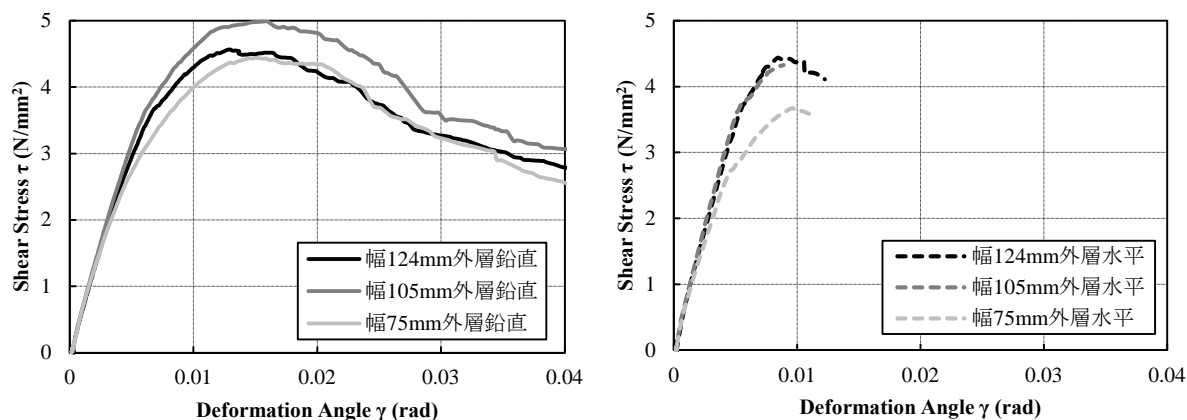 5
4
3
2
1
0
Shear Stress τ (N/mm²)
幅124mm外層鉛直
幅105mm外層鉛直
幅75mm外層鉛直
0 0.01 0.02 0.03 0.04
Deformation Angle γ (rad)
5
4
3
2
1
0
Shear Stress τ (N/mm²)
幅124mm外層水平
幅105mm外層水平
幅75mm外層水平
0 0.01 0.02 0.03 0.04
Deformation Angle γ (rad)